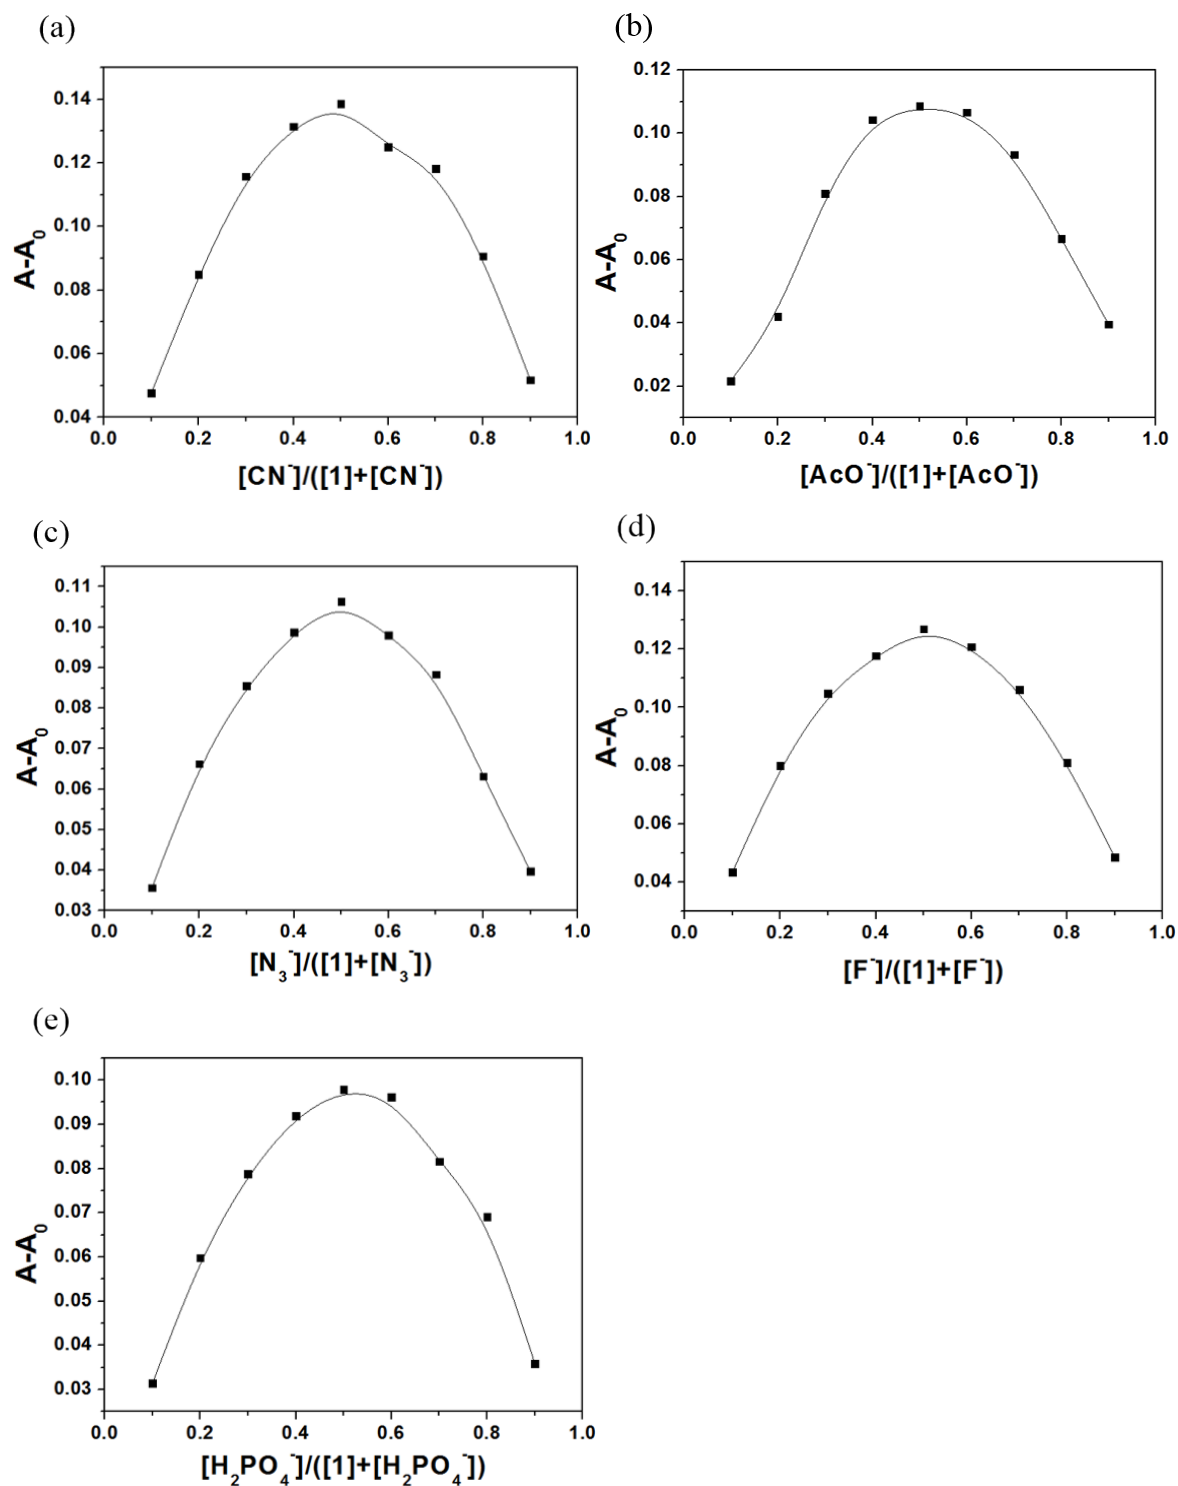 (a)
0.14
0.12
0.10
0.08
0.06
0.04
A-A₀
0.0 0.2 0.4 0.6 0.8 1.0
[CN⁻]/([1]+[CN⁻])
(b)
0.12
0.10
0.08
0.06
0.04
0.02
A-A₀
0.0 0.2 0.4 0.6 0.8 1.0
[AcO⁻]/([1]+[AcO⁻])
(c)
0.11
0.10
0.09
0.08
0.07
0.06
0.05
0.04
0.03
A-A₀
0.0 0.2 0.4 0.6 0.8 1.0
[N₃⁻]/([1]+[N₃⁻])
(d)
0.14
0.12
0.10
0.08
0.06
0.04
A-A₀
0.0 0.2 0.4 0.6 0.8 1.0
[F⁻]/([1]+[F⁻])
(e)
0.10
0.09
0.08
0.07
0.06
0.05
0.04
0.03
A-A₀
0.0 0.2 0.4 0.6 0.8 1.0
[H₂PO₄⁻]/([1]+[H₂PO₄⁻])